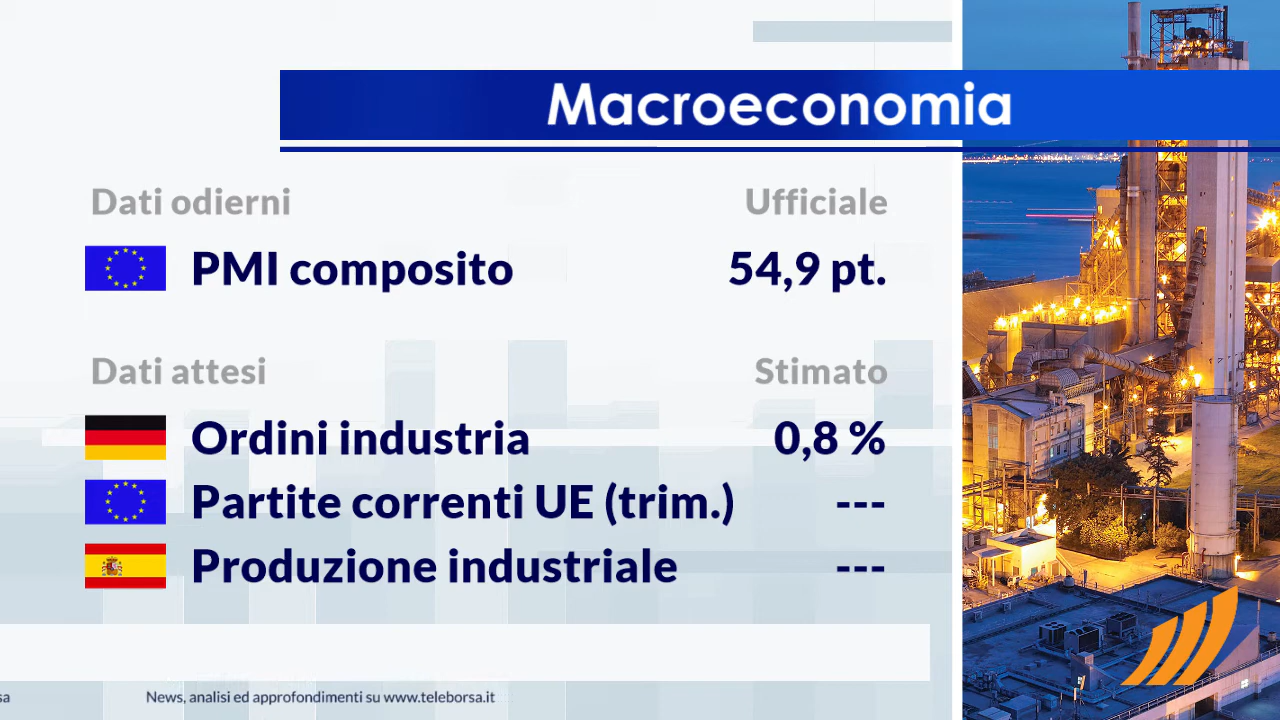 Macroeconomia
Dati odierni Ufficiale
PMI composito 54,9 pt.
Dati attesi Stimato
Ordini industria 0,8 %
Partite correnti UE (trim.) ---
Produzione industriale ---
News, analisi ed approfondimenti su www.teleborsa.it